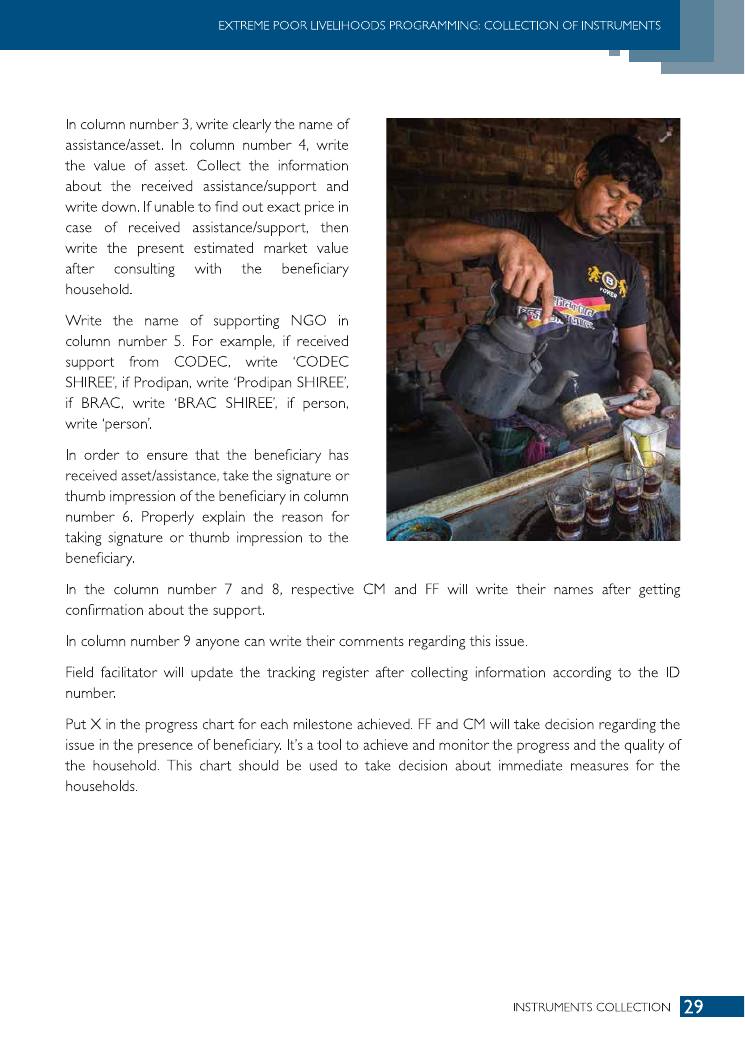 EXTREME POOR LIVELIHOODS PROGRAMMING: COLLECTION OF INSTRUMENTS
In column number 3, write clearly the name of
assistance/asset. In column number 4, write
the value of asset. Collect the information
about the received assistance/support and
write down. If unable to find out exact price in
case of received assistance/support, then
write the present estimated market value
after consulting with the beneficiary
household.
Write the name of supporting NGO in
column number 5. For example, if received
support from CODEC, write ‘CODEC
SHIREE’, if Prodipan, write ‘Prodipan SHIREE’,
if BRAC, write ‘BRAC SHIREE’, if person,
write ‘person’.
In order to ensure that the beneficiary has
received asset/assistance, take the signature or
thumb impression of the beneficiary in column
number 6. Properly explain the reason for
taking signature or thumb impression to the
beneficiary.
B
POWER
In the column number 7 and 8, respective CM and FF will write their names after getting
confirmation about the support.
In column number 9 anyone can write their comments regarding this issue.
Field facilitator will update the tracking register after collecting information according to the ID
number.
Put X in the progress chart for each milestone achieved. FF and CM will take decision regarding the
issue in the presence of beneficiary. It’s a tool to achieve and monitor the progress and the quality of
the household. This chart should be used to take decision about immediate measures for the
households.
INSTRUMENTS COLLECTION 29